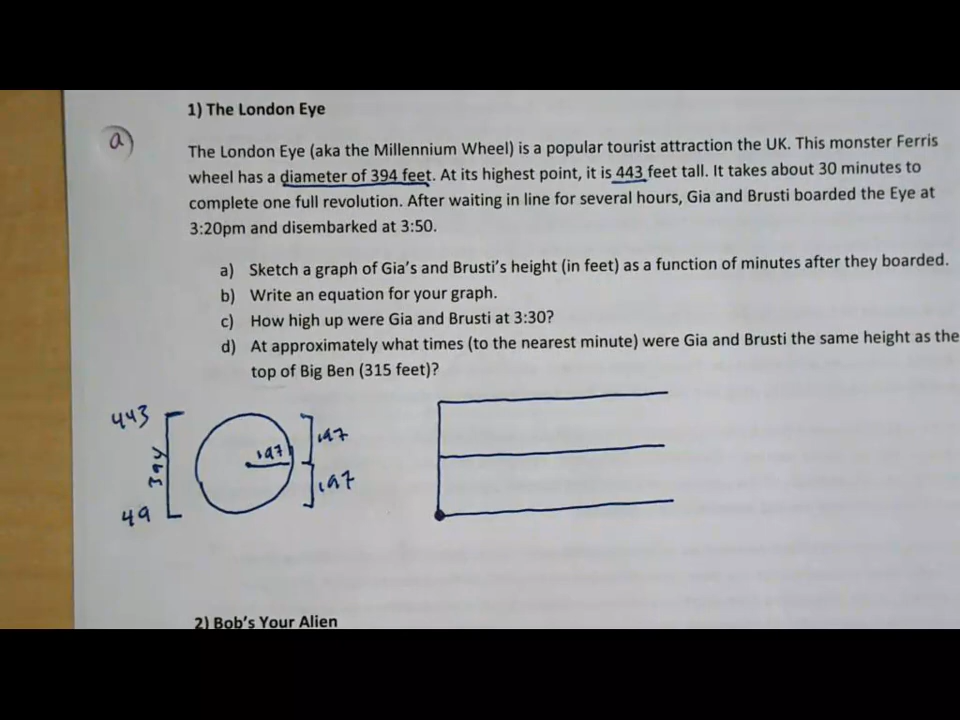 1) The London Eye
a)
The London Eye (aka the Millennium Wheel) is a popular tourist attraction the UK. This monster Ferris
wheel has a diameter of 394 feet. At its highest point, it is 443 feet tall. It takes about 30 minutes to
complete one full revolution. After waiting in line for several hours, Gia and Brusti boarded the Eye at
3:20pm and disembarked at 3:50.
a) Sketch a graph of Gia's and Brusti's height (in feet) as a function of minutes after they boarded.
b) Write an equation for your graph.
c) How high up were Gia and Brusti at 3:30?
d) At approximately what times (to the nearest minute) were Gia and Brusti the same height as the
top of Big Ben (315 feet)?
443
394
49
197
197
197
2) Bob's Your Alien